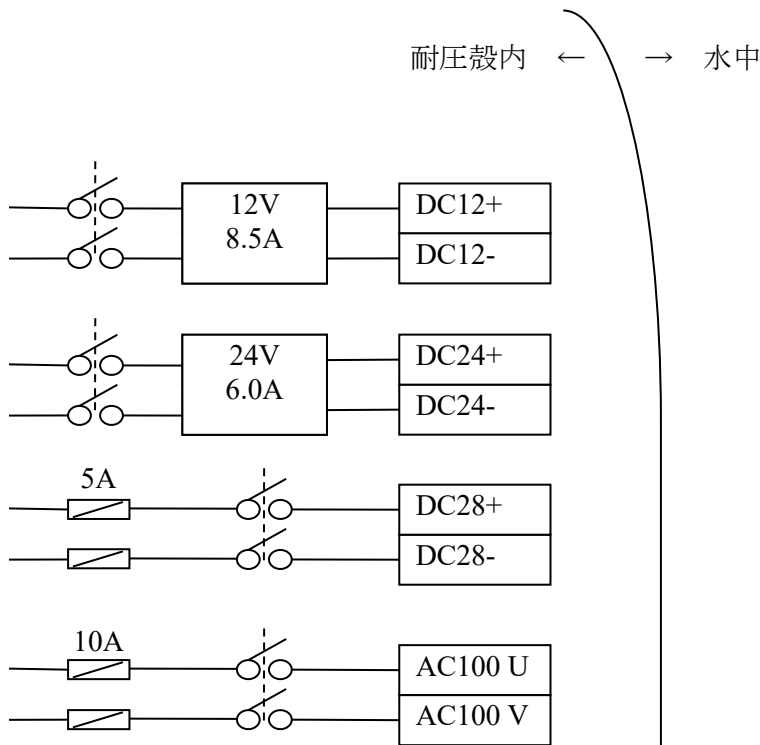 耐圧殻内 ← → 水中
12V
8.5A
DC12+
DC12-
24V
6.0A
DC24+
DC24-
5A
DC28+
DC28-
10A
AC100 U
AC100 V